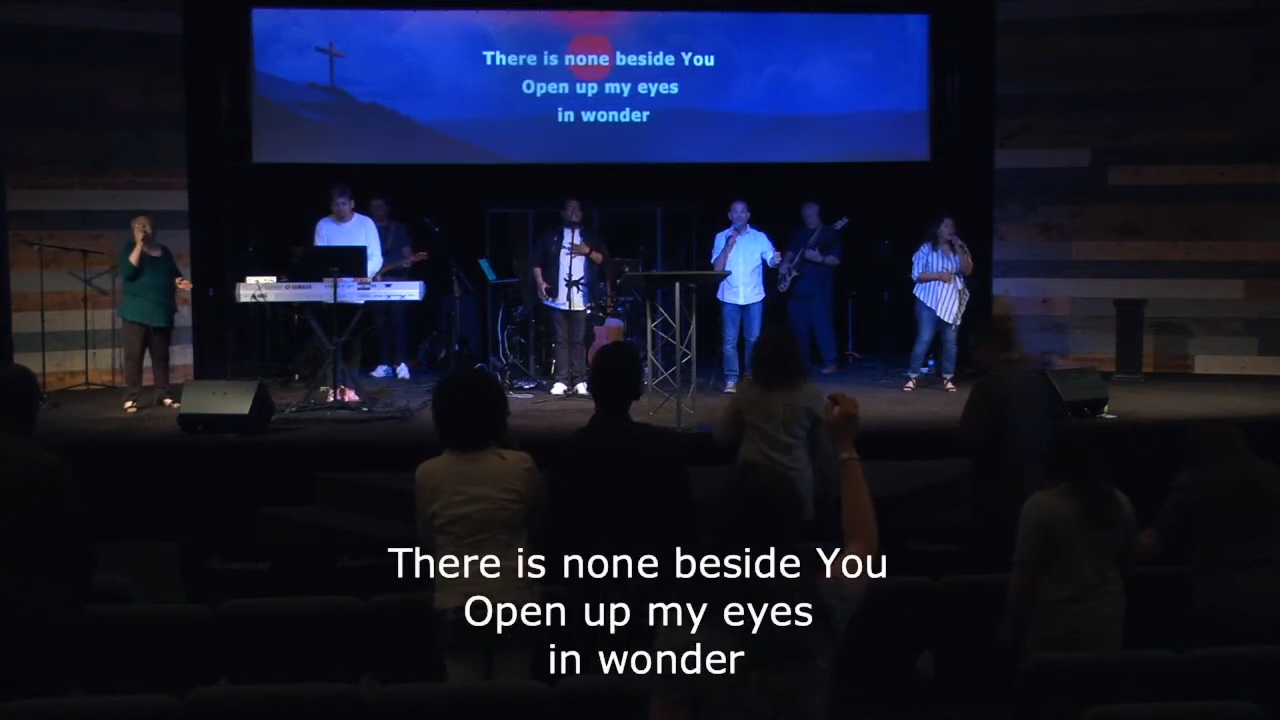 There is none beside You
Open up my eyes
in wonder
YAMAHA
There is none beside You
Open up my eyes
in wonder